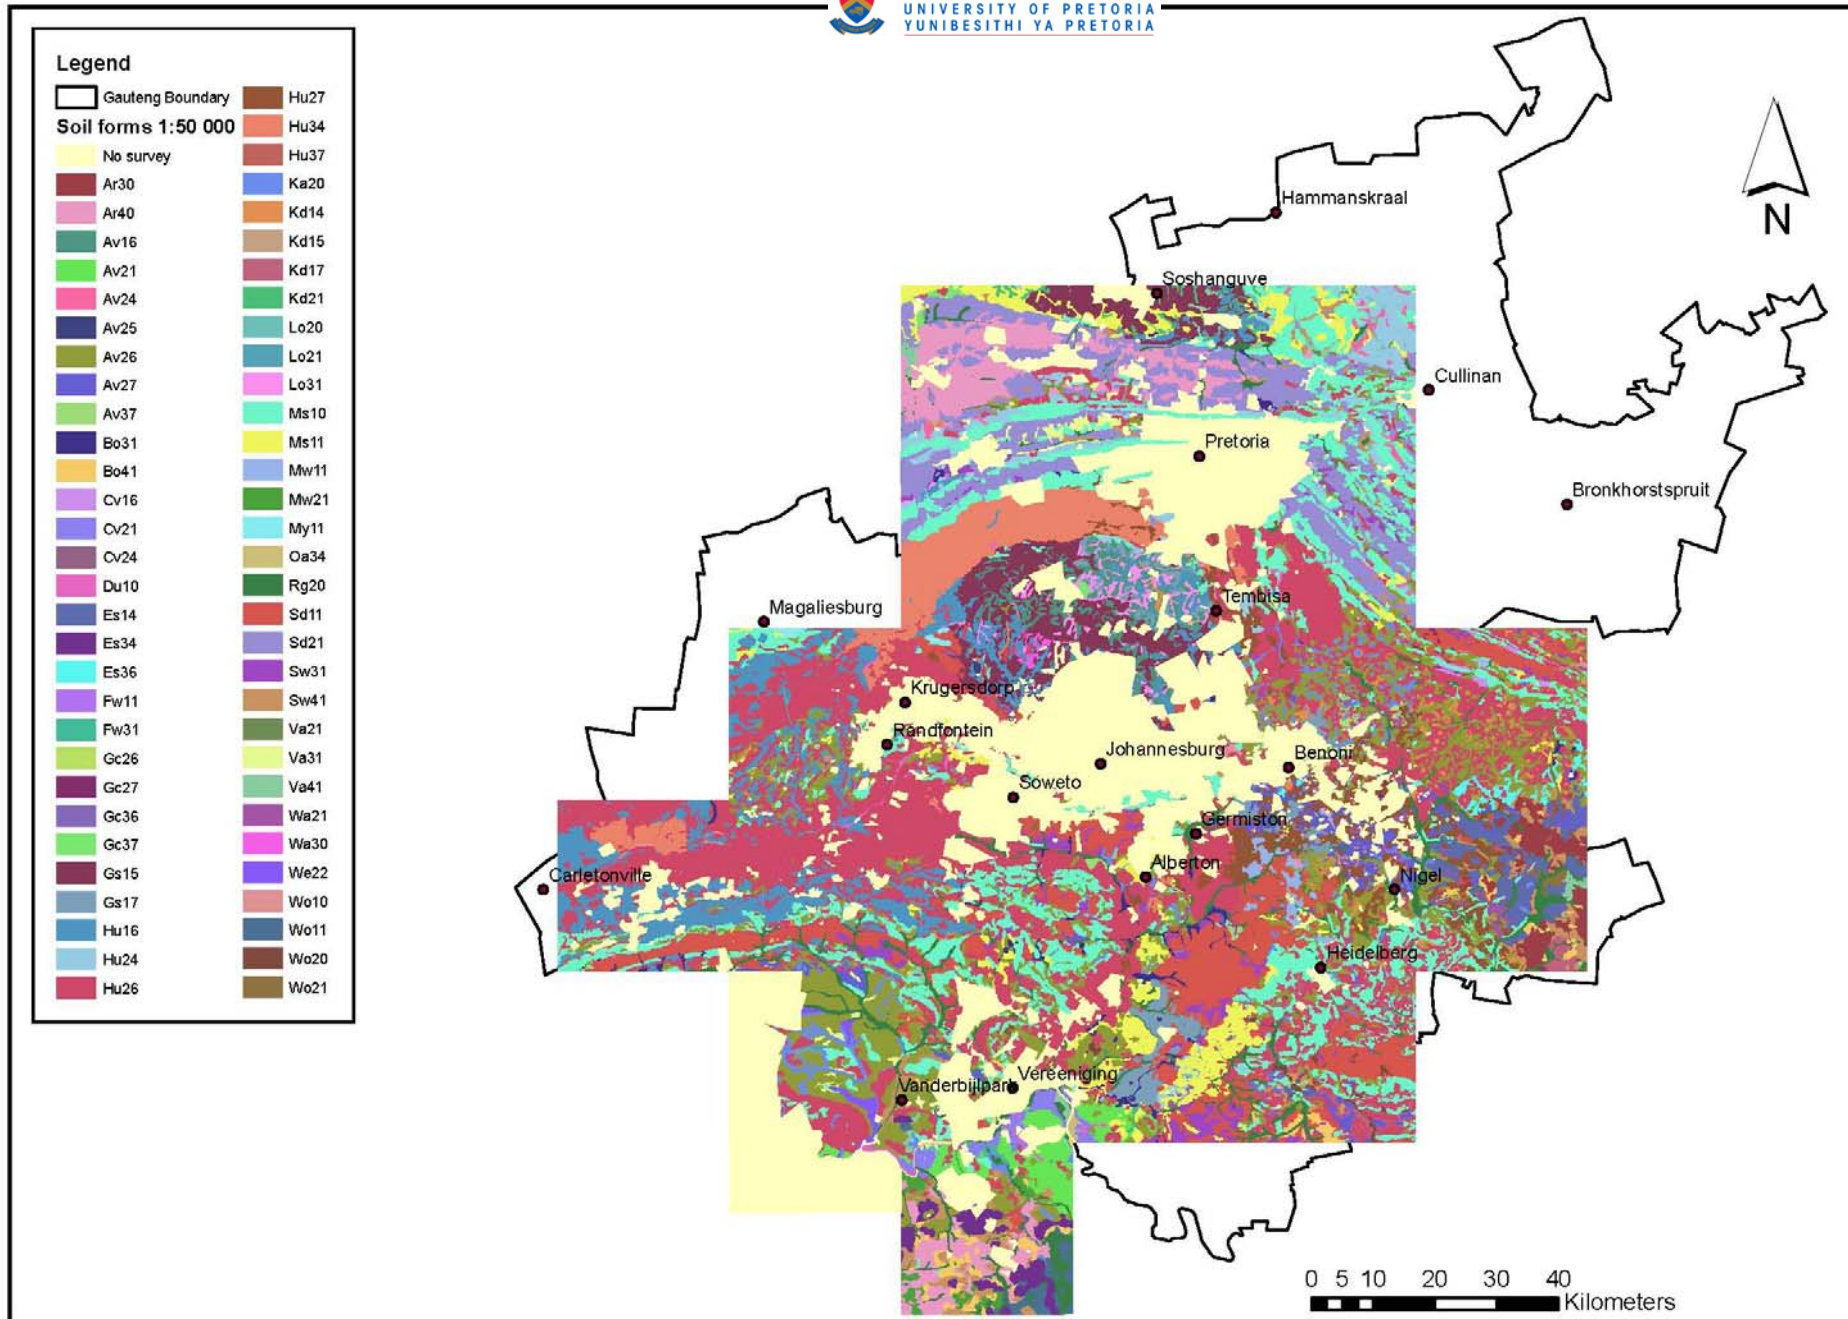 UNIVERSITY OF PRETORIA
YUNIBESITHI YA PRETORIA
Legend
Gauteng Boundary
Soil forms 1:50 000
No survey
Ar30
Ar40
Av16
Av21
Av24
Av25
Av26
Av27
Av37
Bo31
Bo41
Cv16
Cv21
Cv24
Du10
Es14
Es34
Es36
Fw11
Fw31
Gc26
Gc27
Gc36
Gc37
Gs15
Gs17
Hu16
Hu24
Hu26
Hu27
Hu34
Hu37
Ka20
Kd14
Kd15
Kd17
Kd21
Lo20
Lo21
Lo31
Ms10
Ms11
Mw11
Mw21
My11
Oa34
Rg20
Sd11
Sd21
Sw31
Sw41
Va21
Va31
Va41
Wa21
Wa30
We22
Wo10
Wo11
Wo20
Wo21
N
Hammanskraal
Soshanguve
Cullinan
Pretoria
Bronkhorstspruit
Magaliesburg
Tembisa
Krugersdorp
Randfontein
Johannesburg
Benoni
Soweto
Germiston
Alberton
Carletonville
Nigel
Heidelberg
Vereeniging
Vanderbijlpark
0 5 10 20 30 40
Kilometers